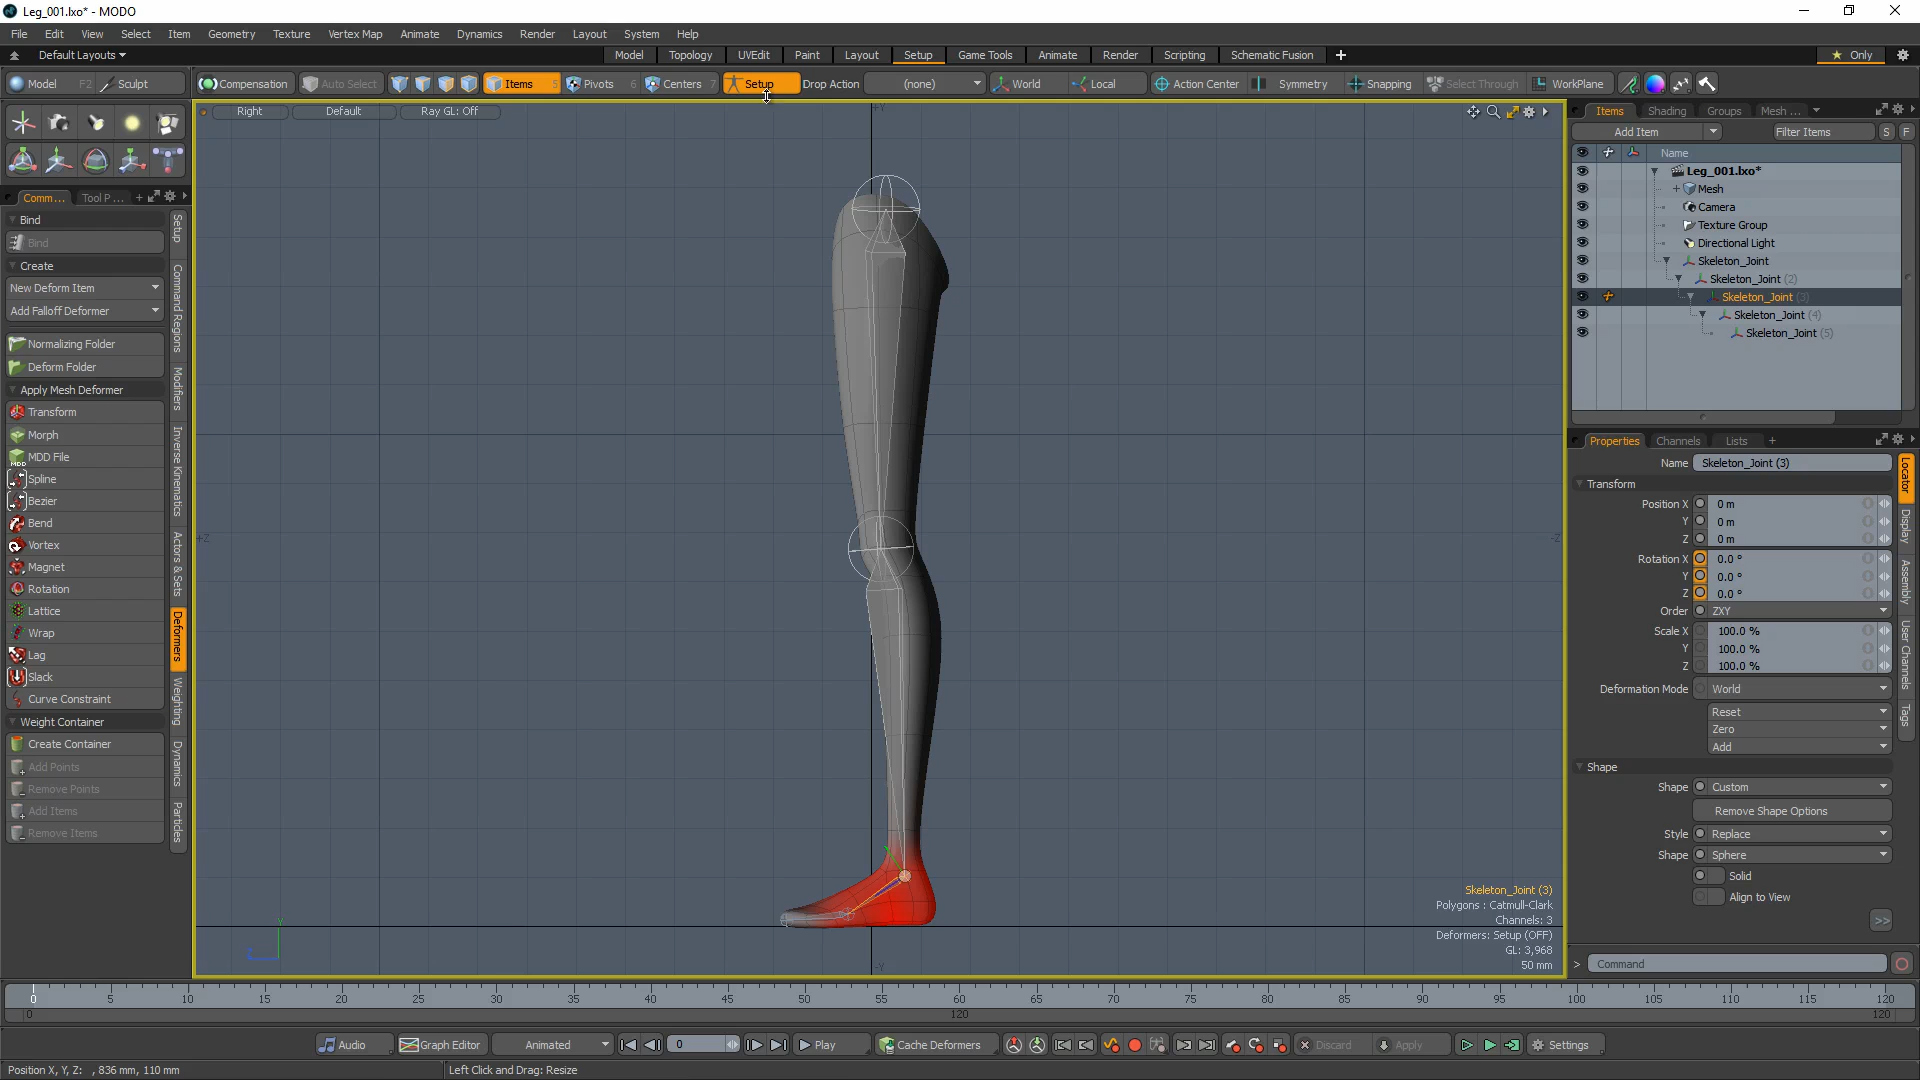 Leg_001.lxo* - MODO
File Edit View Select Item Geometry Texture Vertex Map Animate Dynamics Render Layout System Help
Default Layouts Model Topology UVEdit Paint Layout Setup Game Tools Animate Render Scripting Schematic Fusion Only
Model F2 Sculpt Compensation Auto Select Items 5 Pivots 6 Centers 7 Setup Drop Action (none) World Local Action Center Symmetry Snapping Select Through WorkPlane
Right Default Ray GL: Off
+Y
+Z
-Z
-Y
Y
Z
Comm... Tool P...
Bind
Bind
Create
New Deform Item
Add Falloff Deformer
Normalizing Folder
Deform Folder
Apply Mesh Deformer
Transform
Morph
MDD File
Spline
Bezier
Bend
Vortex
Magnet
Rotation
Lattice
Wrap
Lag
Slack
Curve Constraint
Weight Container
Create Container
Add Points
Remove Points
Add Items
Remove Items
Setup
Command Regions
Modifiers
Inverse Kinematics
Actors & Sets
Deformers
Weighting
Dynamics
Particles
Skeleton_Joint (3)
Polygons : Catmull-Clark
Channels: 3
Deformers: Setup (OFF)
GL: 3,968
50 mm
Items Shading Groups Mesh ...
Add Item Filter Items S F
Name
Leg_001.lxo*
Mesh
Camera
Texture Group
Directional Light
Skeleton_Joint
Skeleton_Joint (2)
Skeleton_Joint (3)
Skeleton_Joint (4)
Skeleton_Joint (5)
Properties Channels Lists
Name Skeleton_Joint (3)
Transform
Position X 0 m
Y 0 m
Z 0 m
Rotation X 0.0 °
Y 0.0 °
Z 0.0 °
Order ZXY
Scale X 100.0 %
Y 100.0 %
Z 100.0 %
Deformation Mode World
Reset
Zero
Add
Shape
Shape Custom
Remove Shape Options
Style Replace
Shape Sphere
Solid
Align to View
>>
Locator
Display
Assembly
User Channels
Tags
> Command
0 5 10 15 20 25 30 35 40 45 50 55 60 65 70 75 80 85 90 95 100 105 110 115 120
0 120 120
Audio Graph Editor Animated 0 Play Cache Deformers Discard Apply Settings
Position X, Y, Z: , 836 mm, 110 mm Left Click and Drag: Resize